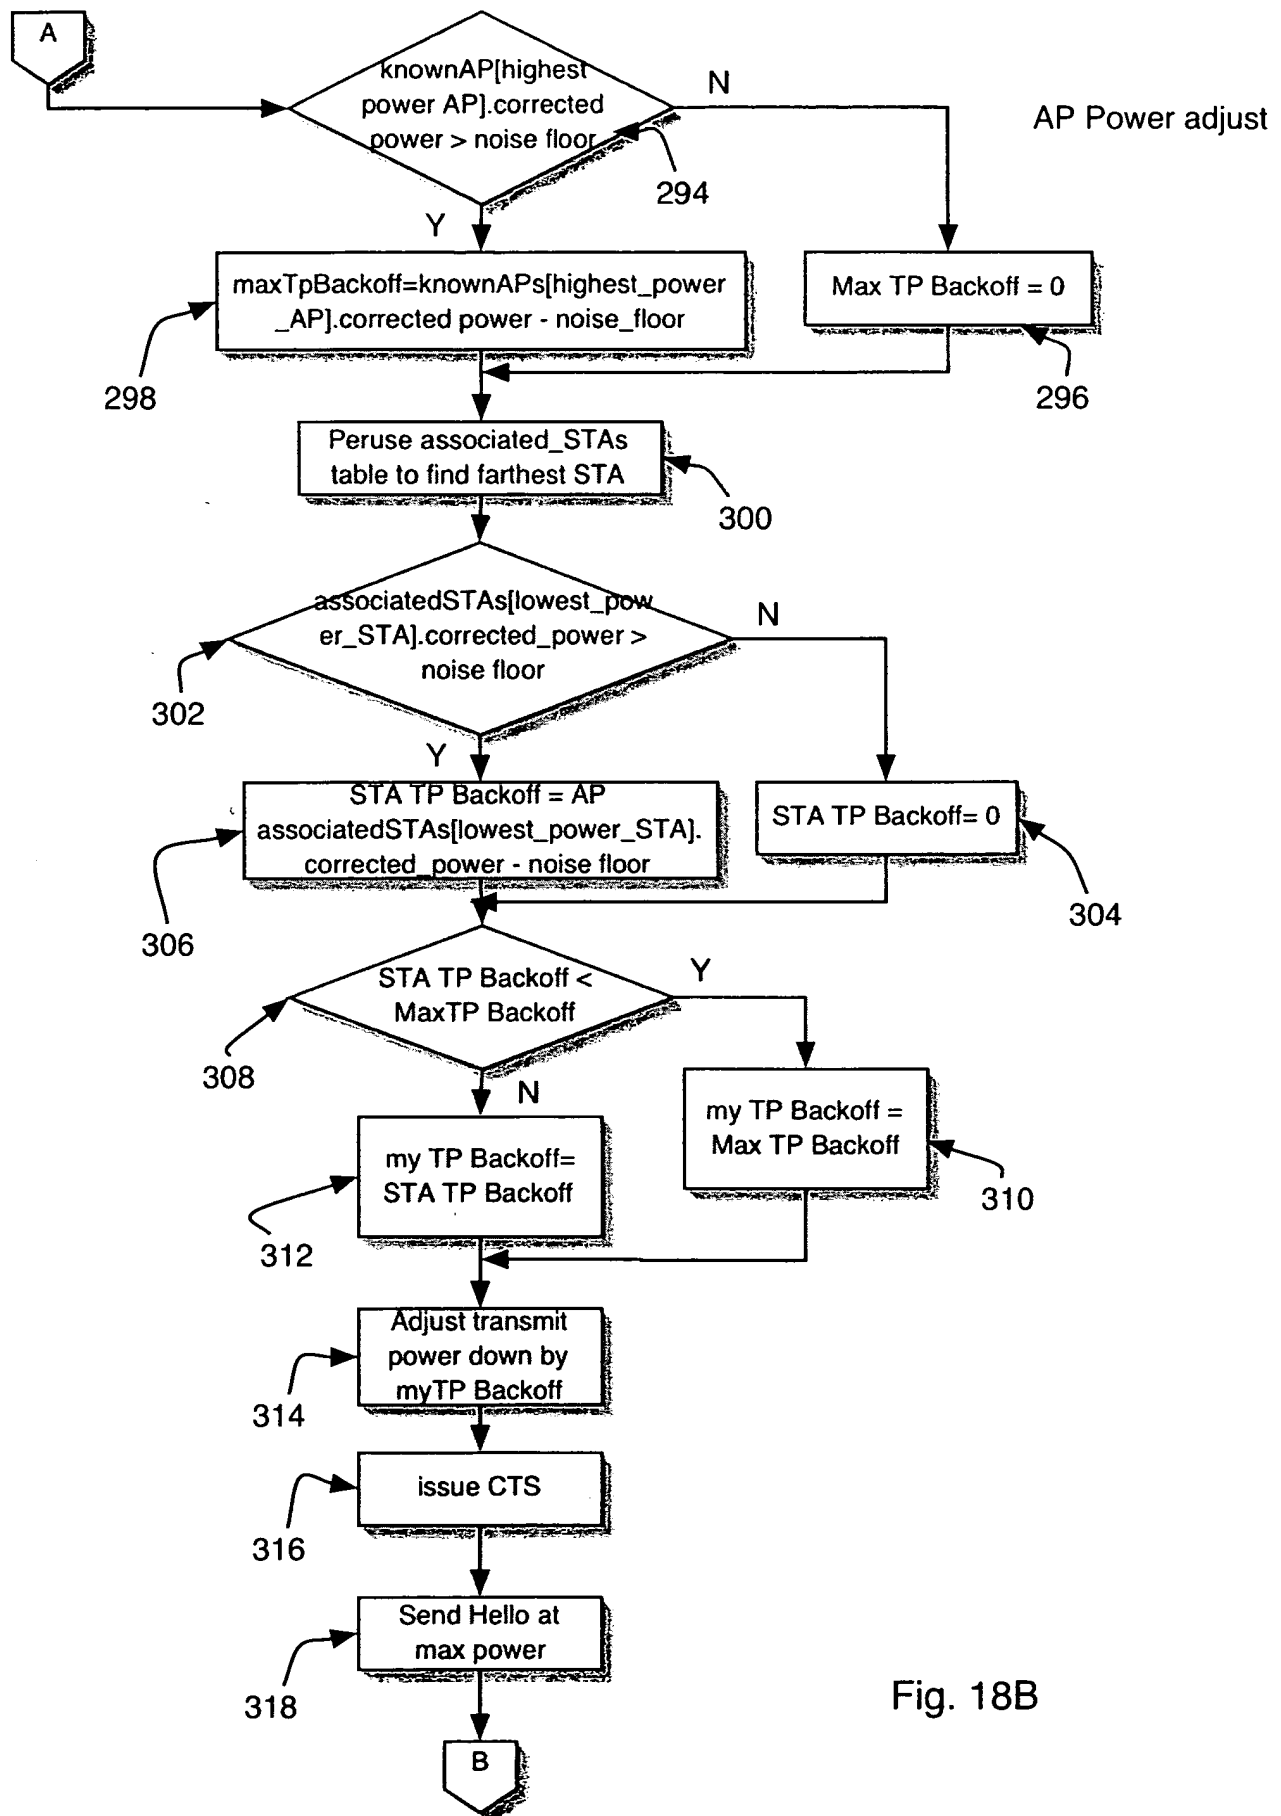 A
knownAP[highest
power AP].corrected
power > noise floor
N
AP Power adjust
294
Y
maxTpBackoff=knownAPs[highest_power
_AP].corrected power - noise_floor
Max TP Backoff = 0
298
296
Peruse associated_STAs
table to find farthest STA
300
associatedSTAs[lowest_pow
er_STA].corrected_power >
noise floor
N
302
Y
STA TP Backoff = AP
associatedSTAs[lowest_power_STA].
corrected_power - noise floor
STA TP Backoff= 0
306
304
STA TP Backoff <
MaxTP Backoff
Y
308
N
my TP Backoff =
Max TP Backoff
my TP Backoff=
STA TP Backoff
310
312
Adjust transmit
power down by
myTP Backoff
314
issue CTS
316
Send Hello at
max power
318
Fig. 18B
B